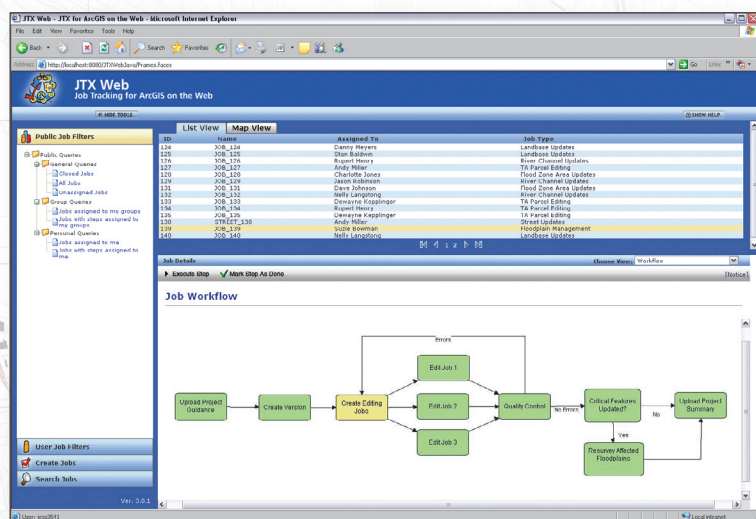 JTX Web - JTX for ArcGIS on the Web - Microsoft Internet Explorer
File Edit View Favorites Tools Help
Back Search Favorites
Address http://localhost:8080/JTXWebJava/Frames.faces Go Links
JTX Web
Job Tracking for ArcGIS on the Web
HIDE TOOLS SHOW HELP
Public Job Filters
Public Queries
General Queries
Closed Jobs
All Jobs
Unassigned Jobs
Group Queries
Jobs assigned to my groups
Jobs with steps assigned to
my groups
Personal Queries
Jobs assigned to me
Jobs with steps assigned to
me
User Job Filters
Create Jobs
Search Jobs
Ver. 3.0.1
List View Map View
ID Name Assigned To Job Type
124 JOB_124 Danny Meyers Landbase Updates
125 JOB_125 Stan Baldwin Landbase Updates
126 JOB_126 Rupert Henry River Channel Updates
127 JOB_127 Andy Miller TA Parcel Editing
128 JOB_128 Charlotte Jones Flood Zone Area Updates
129 JOB_129 Jason Robinson River Channel Updates
131 JOB_131 Dave Johnson Flood Zone Area Updates
132 JOB_132 Nelly Langstong River Channel Updates
133 JOB_133 Dewayne Kepplinger TA Parcel Editing
134 JOB_134 Rupert Henry TA Parcel Editing
135 JOB_135 Dewayne Kepplinger TA Parcel Editing
138 STREET_138 Andy Miller Street Updates
139 JOB_139 Suzie Bowman Floodplain Management
140 JOB_140 Nelly Langstong Landbase Updates
1 2
Job Details Choose View: Workflow
Execute Step Mark Step As Done [Notice]
Job Workflow
Errors
Upload Project
Guidance
Create Version
Create Editing
Jobs
Edit Job 1
Edit Job 2
Edit Job 3
Quality Control
No Errors
Critical Features
Updated?
No
Yes
Upload Project
Summary
Resurvey Affected
Floodplains
Local intranet